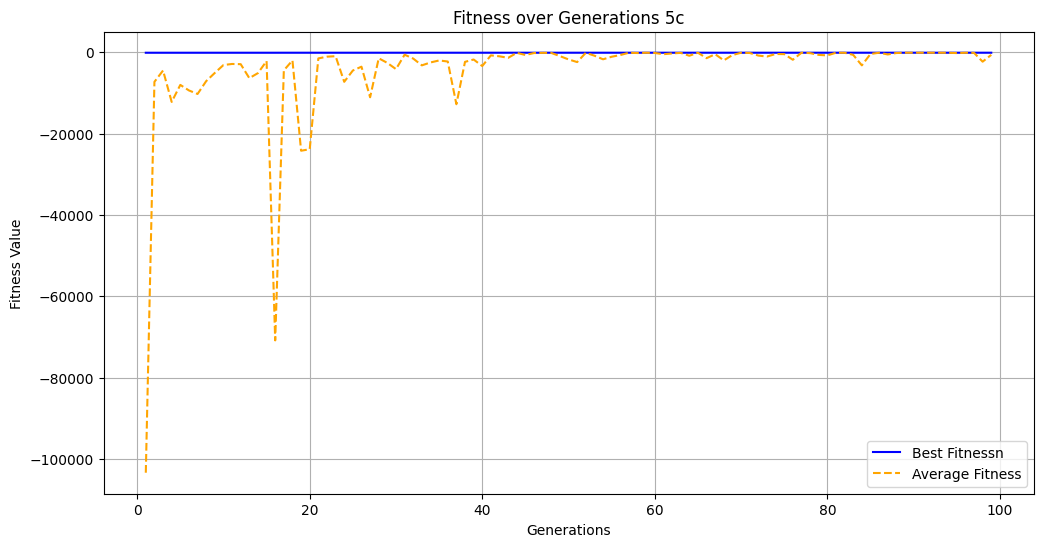 Fitness over Generations 5c
Fitness Value
0
−20000
−40000
−60000
−80000
−100000
0
20
40
60
80
100
Generations
Best Fitnessn
Average Fitness